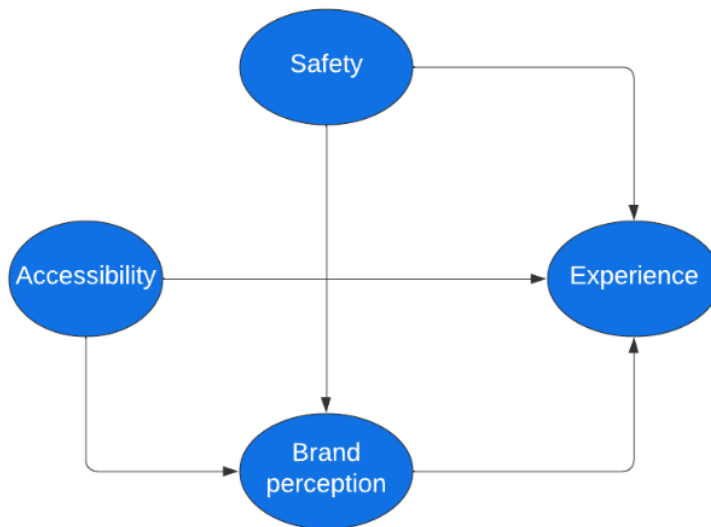 Safety
Accessibility
Experience
Brand
perception